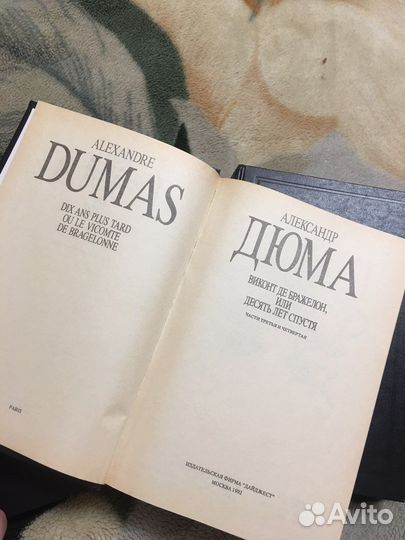 ALEXANDRE
DUMAS
DIX ANS PLUS TARD
OU LE VICOMTE
DE BRAGELONNE
PARIS
АЛЕКСАНДР
ДЮМА
ВИКОНТ ДЕ БРАЖЕЛОН,
ИЛИ
ДЕСЯТЬ ЛЕТ СПУСТЯ
ЧАСТИ ТРЕТЬЯ И ЧЕТВЕРТАЯ
ИЗДАТЕЛЬСКАЯ ФИРМА "ДАЙДЖЕСТ"
МОСКВА 1992
Avito